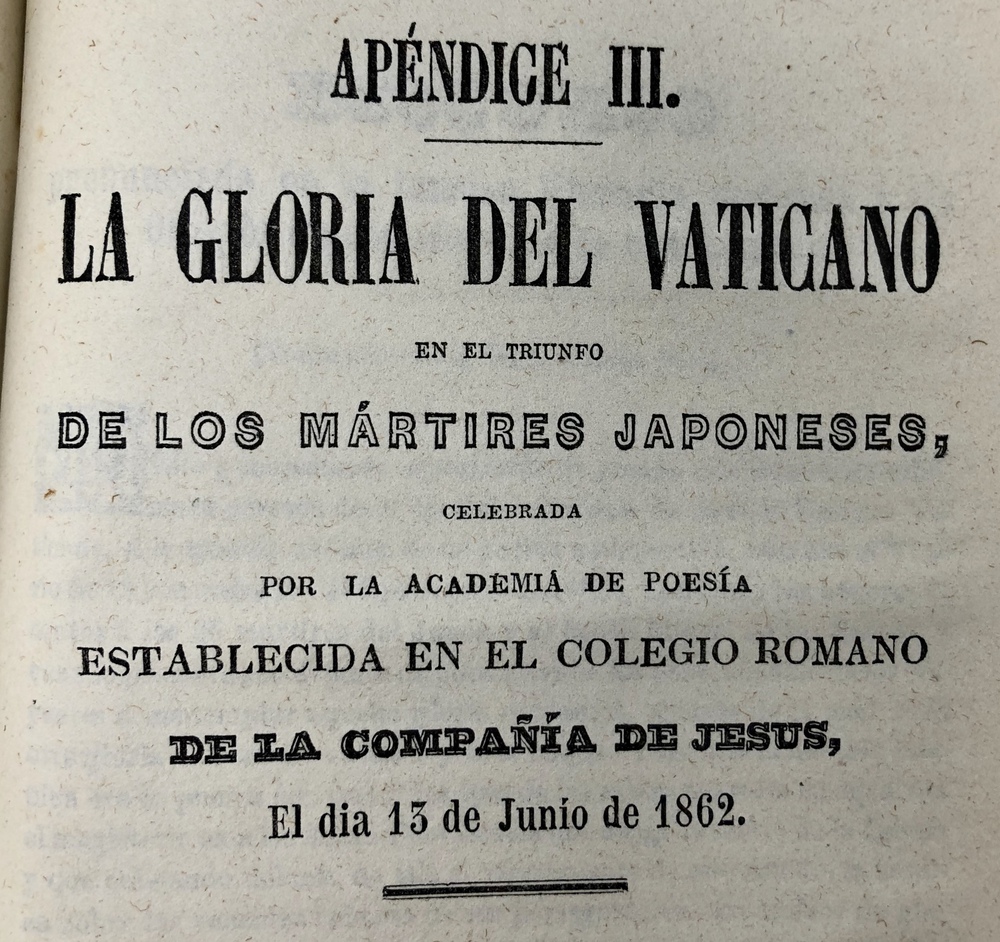 APÉNDICE III.
LA GLORIA DEL VATICANO
EN EL TRIUNFO
DE LOS MÁRTIRES JAPONESES,
CELEBRADA
POR LA ACADEMIÁ DE POESÍA
ESTABLECIDA EN EL COLEGIO ROMANO
DE LA COMPAÑÍA DE JESUS,
El dia 13 de Junio de 1862.